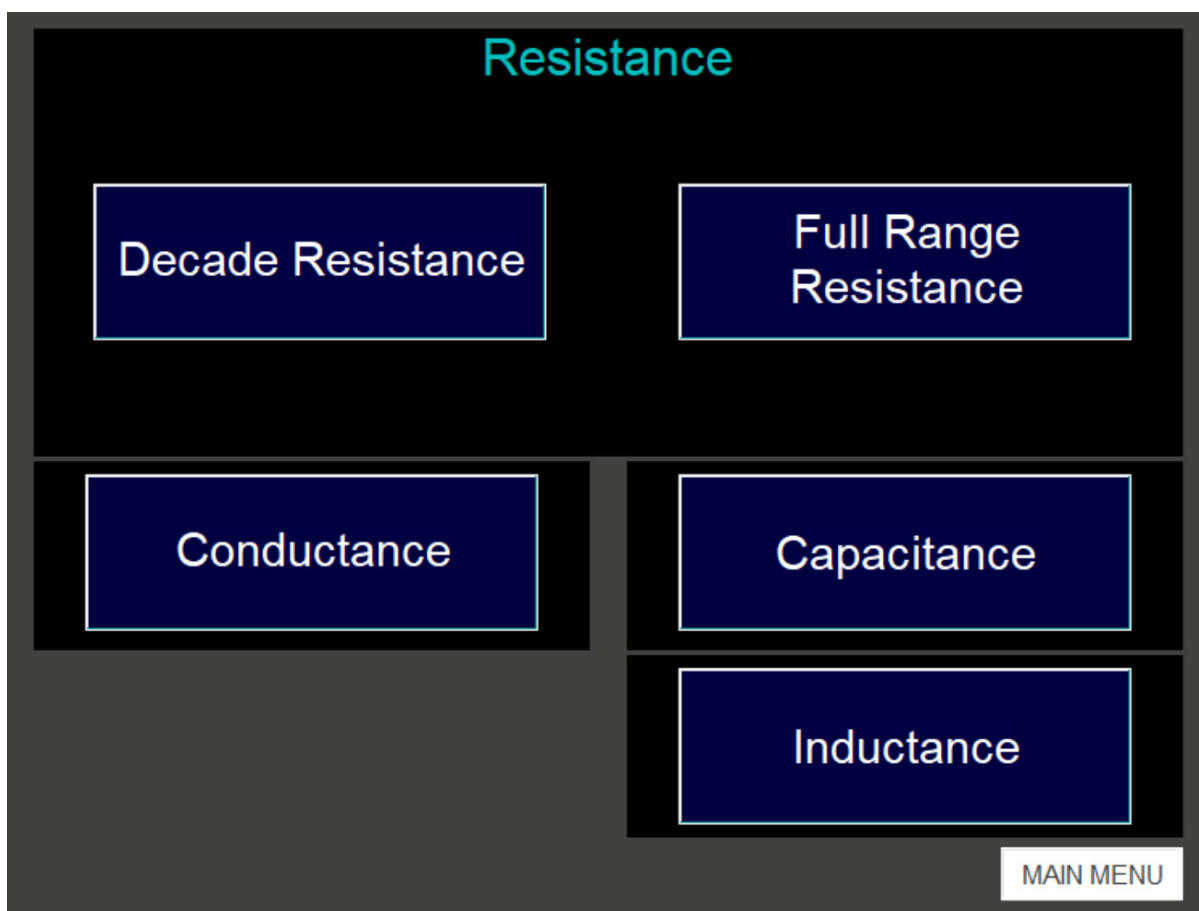 Resistance
Decade Resistance
Full Range
Resistance
Conductance
Capacitance
Inductance
MAIN MENU